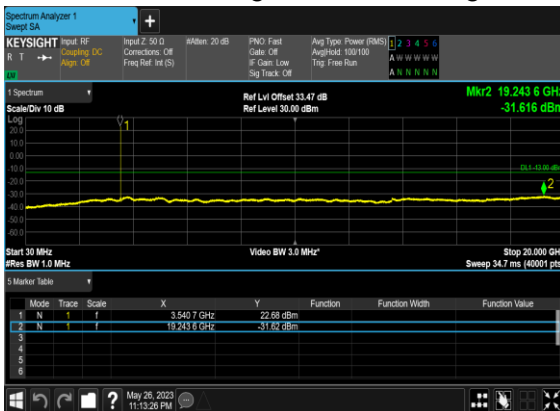 Spectrum Analyzer 1
Swept SA
KEYSIGHT Input: RF Input Z: 50 Ω #Atten: 20 dB PNO: Fast Avg Type: Power (RMS) 1 2 3 4 5 6
R T Coupling: DC Corrections: Off Gate: Off Avg|Hold: 100/100 A W W W W W
Align: Off Freq Ref: Int (S) IF Gain: Low Trig: Free Run
Sig Track: Off A N N N N N
1 Spectrum Ref Lvl Offset 33.47 dB Mkr2 19.243 6 GHz
Scale/Div 10 dB Ref Level 30.00 dBm -31.616 dBm
Log
1
20.0
10.0
0.00
-10.0
DL1 -13.00 dBm
-20.0
2
-30.0
-40.0
-50.0
-60.0
Start 30 MHz Video BW 3.0 MHz* Stop 20.000 GHz
#Res BW 1.0 MHz Sweep 34.7 ms (40001 pts)
5 Marker Table
Mode Trace Scale X Y Function Function Width Function Value
1 N 1 f 3.540 7 GHz 22.68 dBm
2 N 1 f 19.243 6 GHz -31.62 dBm
3
4
5
6
? May 26, 2023
11:13:26 PM